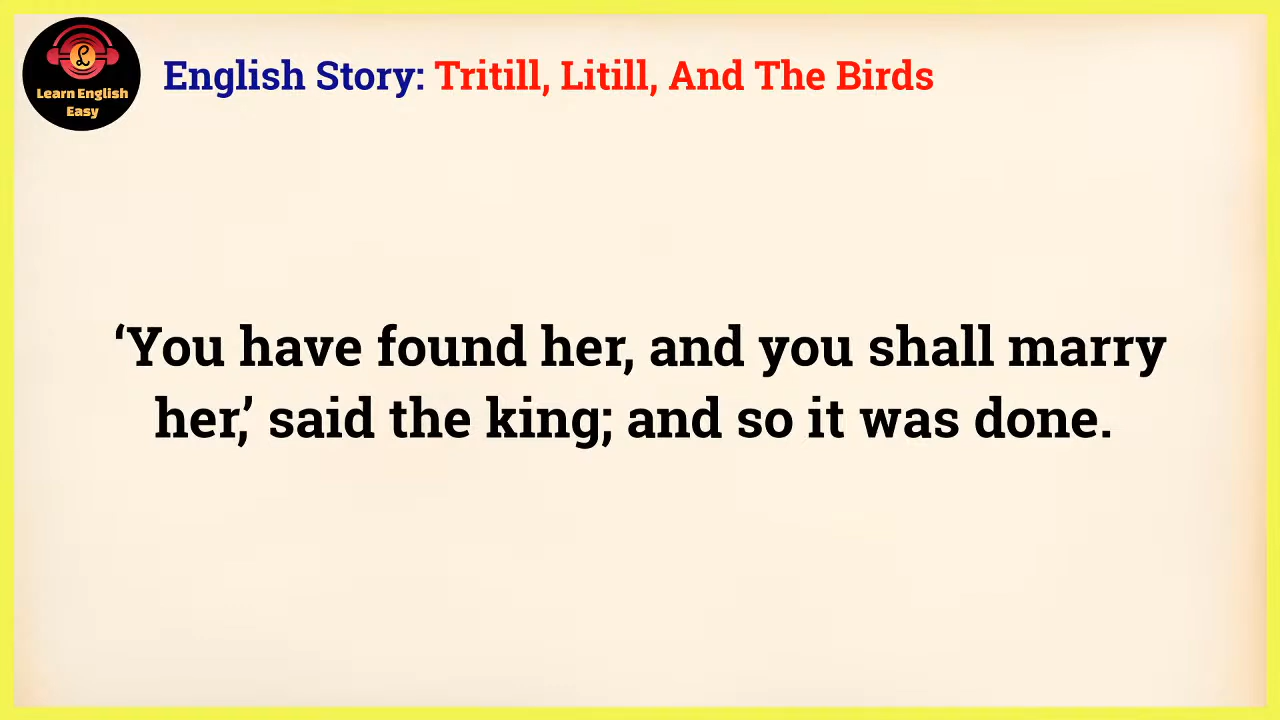 Learn English
Easy
English Story: Tritill, Litill, And The Birds
‘You have found her, and you shall marry
her,’ said the king; and so it was done.